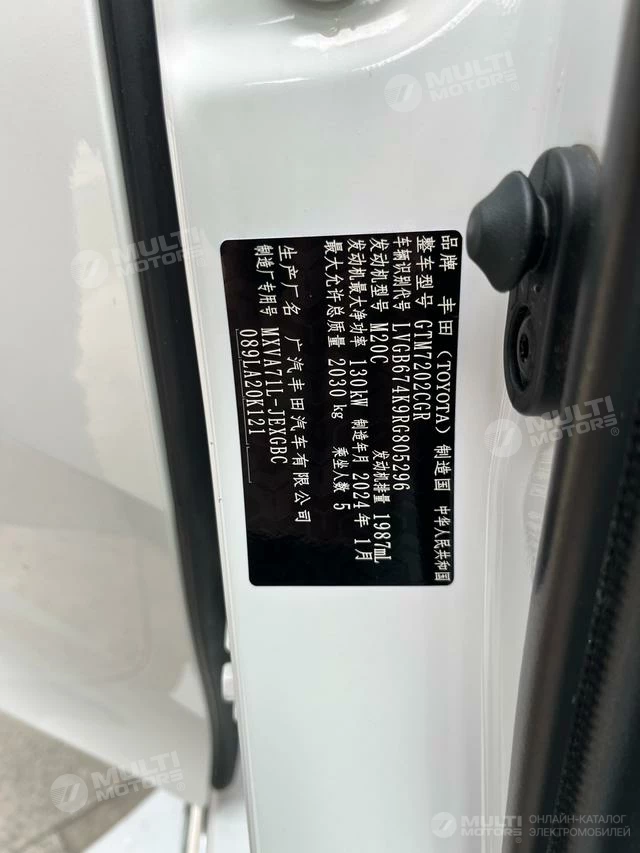 品牌 丰田 (TOYOTA) 制造国 中华人民共和国
整车型号 GTM7202CGR
车辆识别代号 LVGB674K9RG805296
发动机型号 M20C 发动机排量 1987mL
发动机最大净功率 130kW 制造年月 2024年 1月
最大允许总质量 2030 kg 乘坐人数 5
生产厂名 广汽丰田汽车有限公司
制造厂专用号 MXVA71L-JEXGBC
089LA20K121
MULTI
MOTORS
MULTI
MOTORS
MULTI
MOTORS
MULTI
MOTORS
ОНЛАЙН-КАТАЛОГ
ЭЛЕКТРОМОБИЛЕЙ